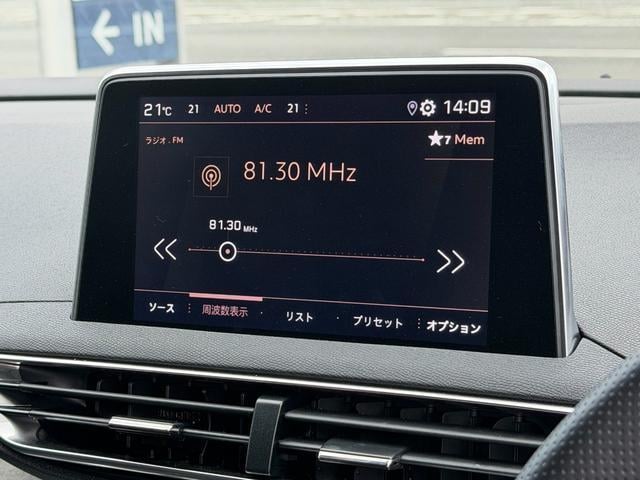 ← IN
21℃ 21 AUTO A/C 21 14:09
ラジオ . FM
★7 Mem
81.30 MHz
81.30 MHz
ソース 周波数表示 リスト プリセット オプション